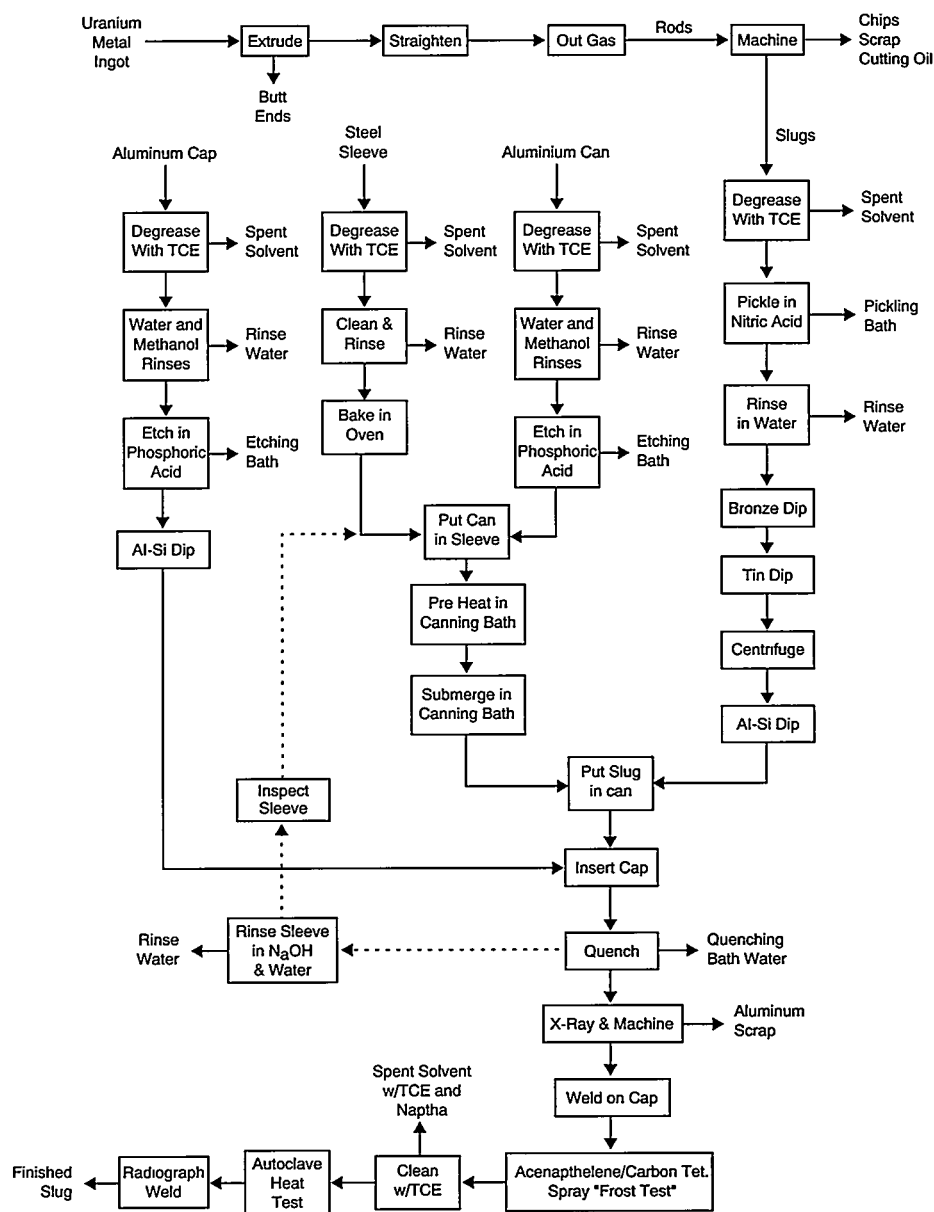 Uranium
Metal
Ingot
Extrude
Straighten
Out Gas
Rods
Machine
Chips
Scrap
Cutting Oil
Butt
Ends
Slugs
Aluminum Cap
Steel
Sleeve
Aluminium Can
Degrease
With TCE
Spent
Solvent
Degrease
With TCE
Spent
Solvent
Degrease
With TCE
Spent
Solvent
Degrease
With TCE
Spent
Solvent
Water and
Methanol
Rinses
Rinse
Water
Clean &
Rinse
Rinse
Water
Water and
Methanol
Rinses
Rinse
Water
Pickle in
Nitric Acid
Pickling
Bath
Etch in
Phosphoric
Acid
Etching
Bath
Bake in
Oven
Etch in
Phosphoric
Acid
Etching
Bath
Rinse
in Water
Rinse
Water
Al-Si Dip
Put Can
in Sleeve
Bronze Dip
Pre Heat in
Canning Bath
Tin Dip
Submerge in
Canning Bath
Centrifuge
Al-Si Dip
Inspect
Sleeve
Put Slug
in can
Insert Cap
Rinse
Water
Rinse Sleeve
in NaOH
& Water
Quench
Quenching
Bath Water
X-Ray & Machine
Aluminum
Scrap
Weld on Cap
Spent Solvent
w/TCE and
Naptha
Finished
Slug
Radiograph
Weld
Autoclave
Heat
Test
Clean
w/TCE
Acenapthelene/Carbon Tet.
Spray "Frost Test"